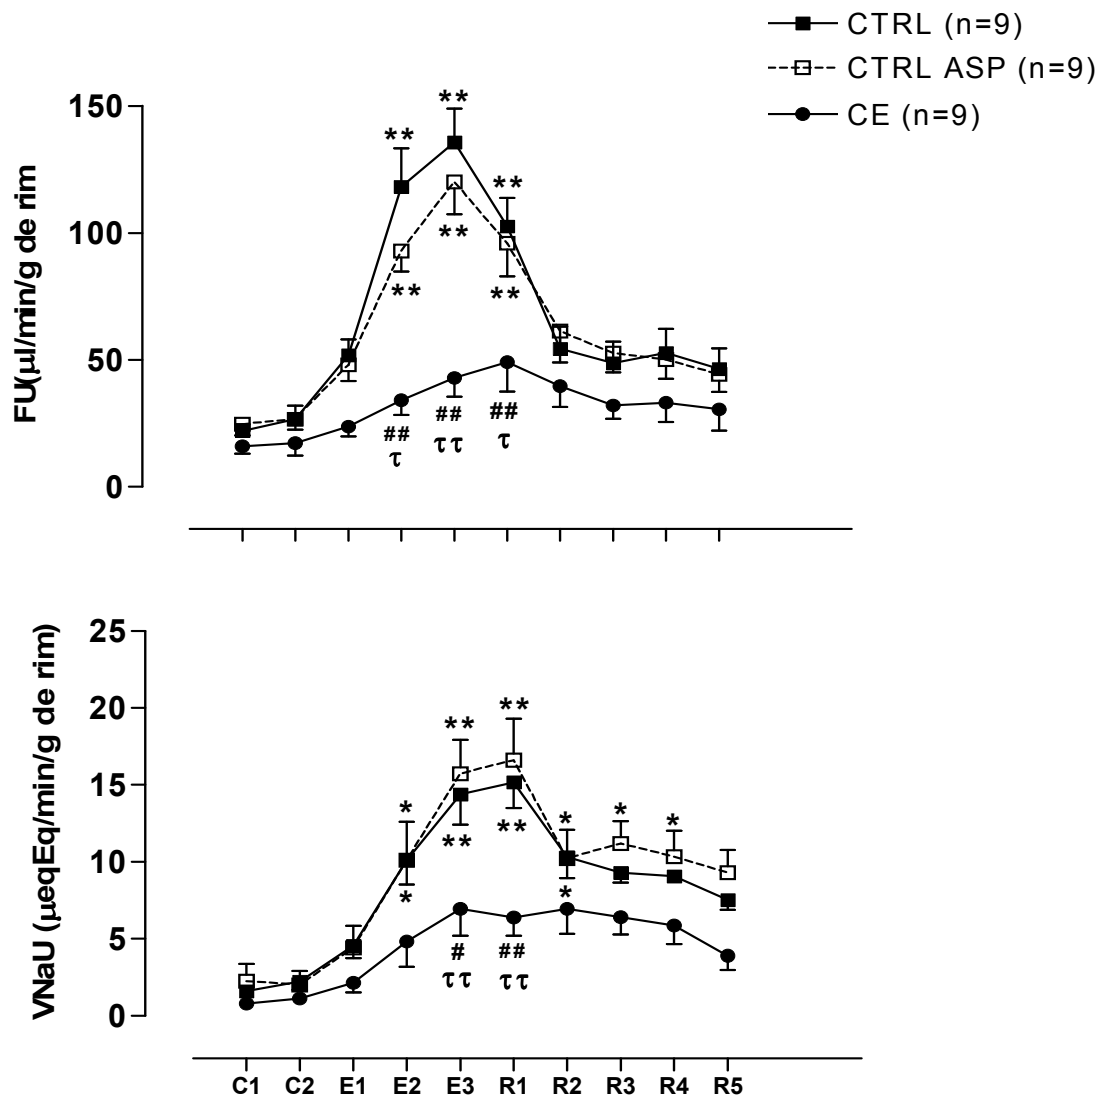 CTRL (n=9)
CTRL ASP (n=9)
CE (n=9)
FU(μl/min/g de rim
150
100
50
0
**
**
**
**
**
**
##
ττ
##
τ
##
τ
VNaU (μeqEq/min/g de rim)
25
20
15
10
5
0
**
**
*
**
**
*
*
*
*
*
#
ττ
##
ττ
C1 C2 E1 E2 E3 R1 R2 R3 R4 R5